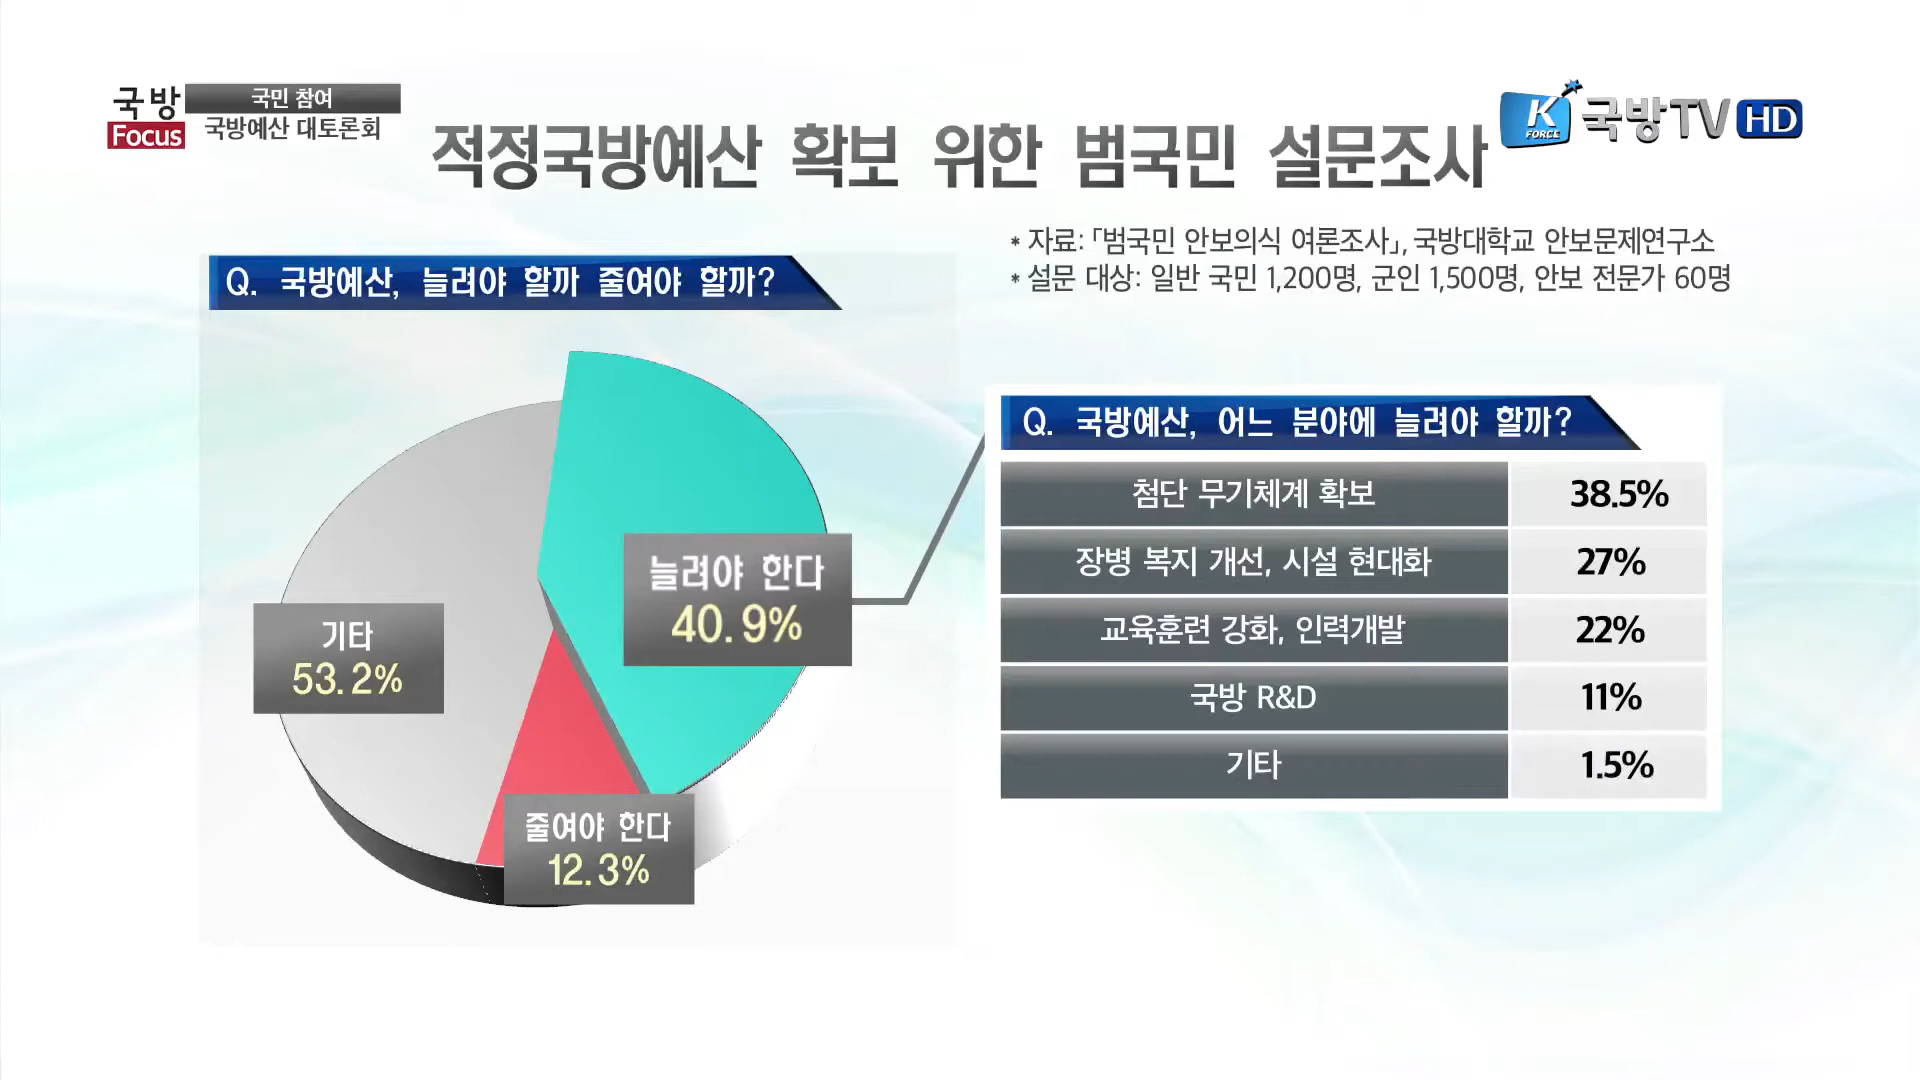 국방
Focus
국민 참여
국방예산 대토론회
적정국방예산 확보 위한 범국민 설문조사
K
FORCE
국방TV HD
* 자료: 「범국민 안보의식 여론조사」, 국방대학교 안보문제연구소
* 설문 대상: 일반 국민 1,200명, 군인 1,500명, 안보 전문가 60명
Q. 국방예산, 늘려야 할까 줄여야 할까?
늘려야 한다
40.9%
기타
53.2%
줄여야 한다
12.3%
Q. 국방예산, 어느 분야에 늘려야 할까?
첨단 무기체계 확보 38.5%
장병 복지 개선, 시설 현대화 27%
교육훈련 강화, 인력개발 22%
국방 R&D 11%
기타 1.5%